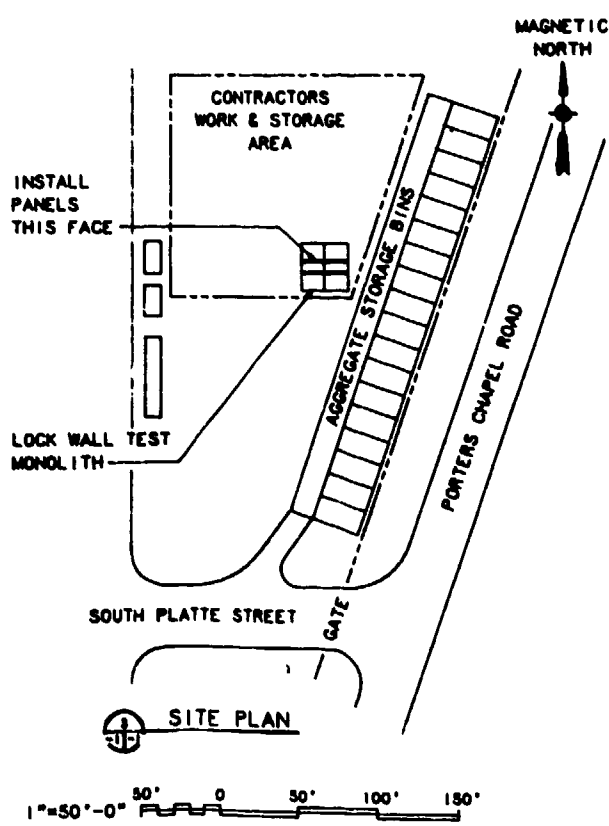 MAGNETIC
NORTH
CONTRACTORS
WORK & STORAGE
AREA
INSTALL
PANELS
THIS FACE
AGGREGATE STORAGE BINS
PORTERS CHAPEL ROAD
LOCK WALL TEST
MONOLITH
SOUTH PLATTE STREET
GATE
SITE PLAN
1"=50'-0"
50' 0 50' 100' 150'